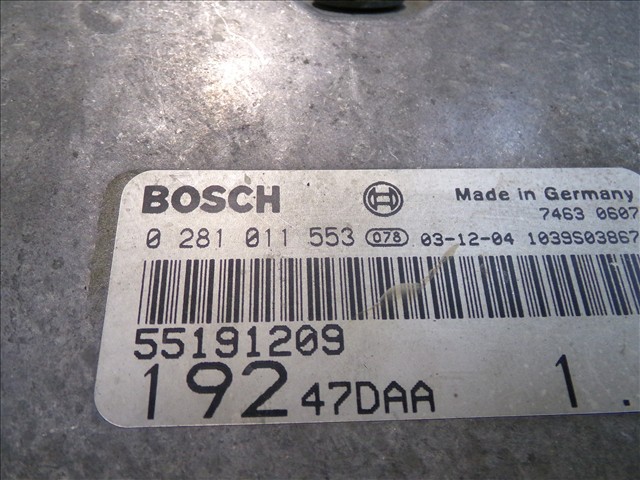 BOSCH Made in Germany
7463 0607
0 281 011 553 078 03-12-04 1039S03867
55191209
192 47DAA 1.